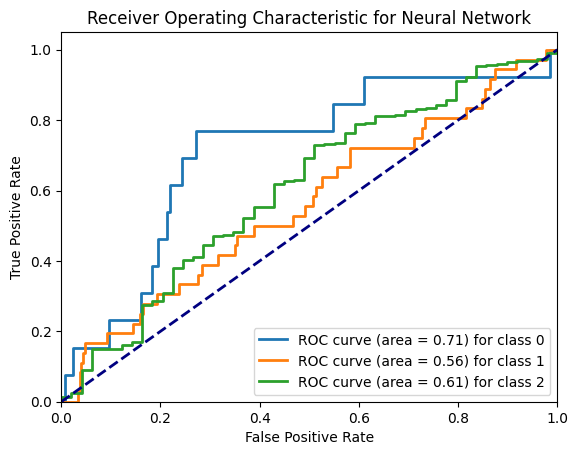 Receiver Operating Characteristic for Neural Network
True Positive Rate
1.0
0.8
0.6
0.4
0.2
0.0
ROC curve (area = 0.71) for class 0
ROC curve (area = 0.56) for class 1
ROC curve (area = 0.61) for class 2
0.0 0.2 0.4 0.6 0.8 1.0
False Positive Rate